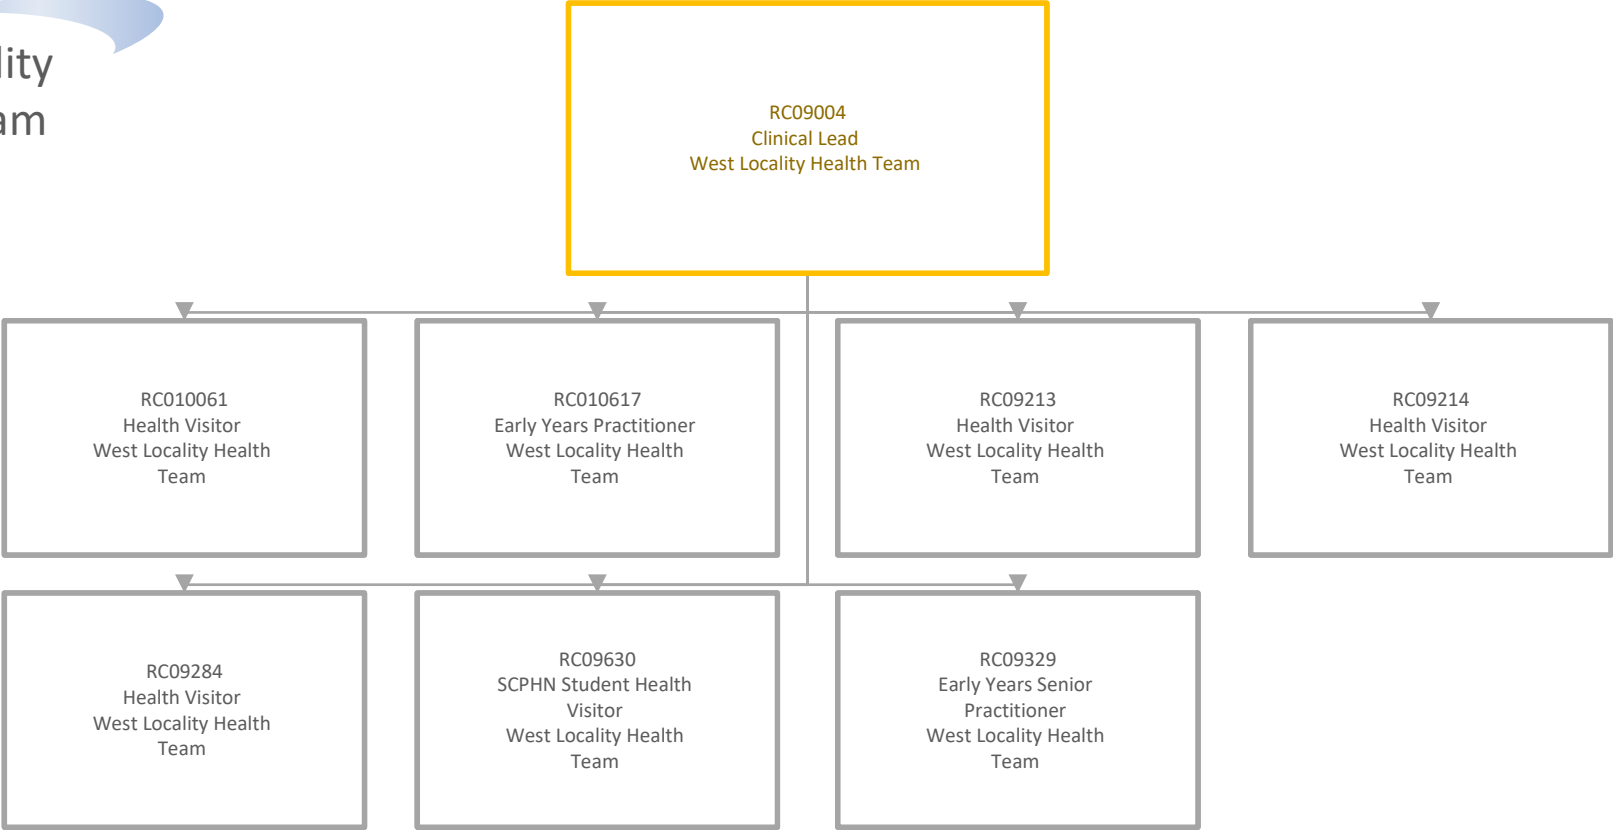 lity
am
RC09004
Clinical Lead
West Locality Health Team
RC010061
Health Visitor
West Locality Health
Team
RC010617
Early Years Practitioner
West Locality Health
Team
RC09213
Health Visitor
West Locality Health
Team
RC09214
Health Visitor
West Locality Health
Team
RC09284
Health Visitor
West Locality Health
Team
RC09630
SCPHN Student Health
Visitor
West Locality Health
Team
RC09329
Early Years Senior
Practitioner
West Locality Health
Team